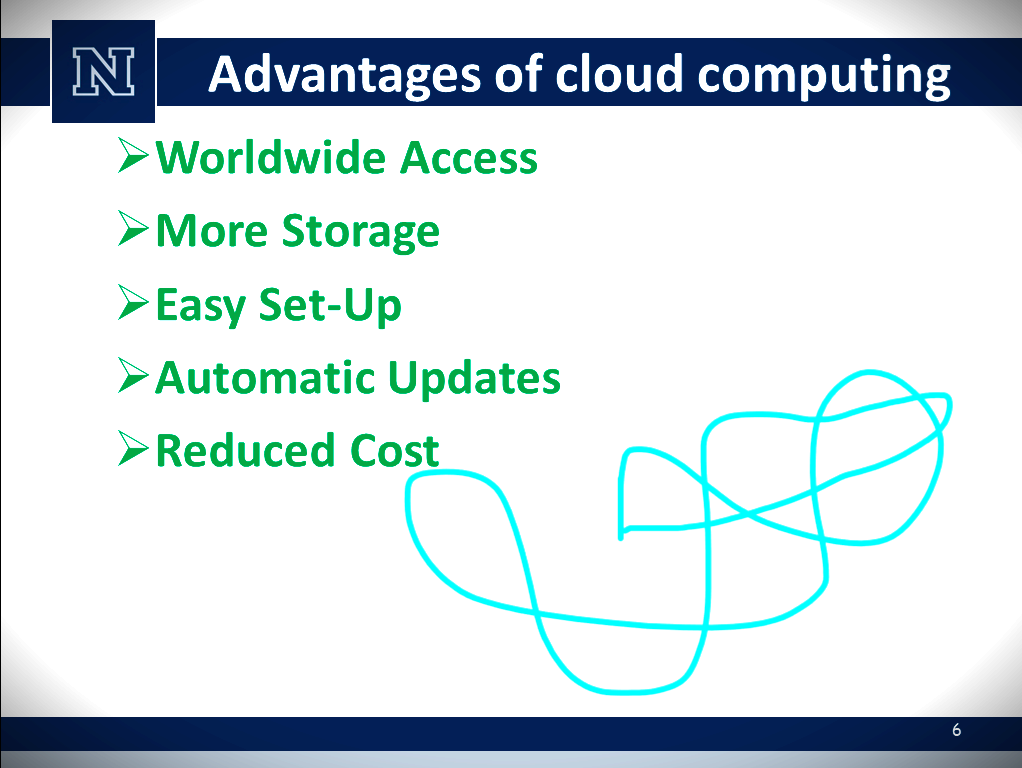 N
Advantages of cloud computing
➢Worldwide Access
➢More Storage
➢Easy Set-Up
➢Automatic Updates
➢Reduced Cost
6